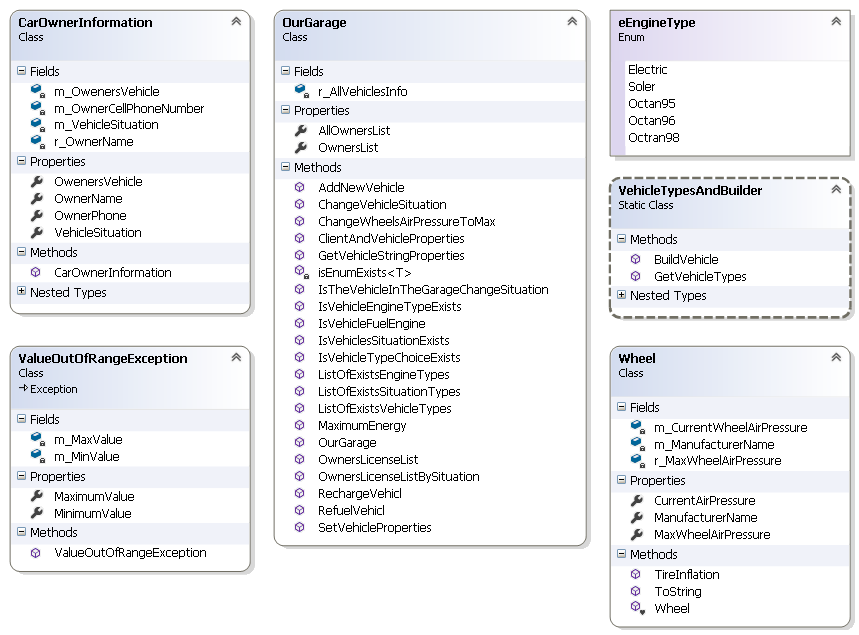 CarOwnerInformation
Class
Fields
m_OwenersVehicle
m_OwnerCellPhoneNumber
m_VehicleSituation
r_OwnerName
Properties
OwenersVehicle
OwnerName
OwnerPhone
VehicleSituation
Methods
CarOwnerInformation
Nested Types
ValueOutOfRangeException
Class
Exception
Fields
m_MaxValue
m_MinValue
Properties
MaximumValue
MinimumValue
Methods
ValueOutOfRangeException
OurGarage
Class
Fields
r_AllVehiclesInfo
Properties
AllOwnersList
OwnersList
Methods
AddNewVehicle
ChangeVehicleSituation
ChangeWheelsAirPressureToMax
ClientAndVehicleProperties
GetVehicleStringProperties
isEnumExists<T>
IsTheVehicleInTheGarageChangeSituation
IsVehicleEngineTypeExists
IsVehicleFuelEngine
IsVehiclesSituationExists
IsVehicleTypeChoiceExists
ListOfExistsEngineTypes
ListOfExistsSituationTypes
ListOfExistsVehicleTypes
MaximumEnergy
OurGarage
OwnersLicenseList
OwnersLicenseListBySituation
RechargeVehicl
RefuelVehicl
SetVehicleProperties
eEngineType
Enum
Electric
Soler
Octan95
Octan96
Octran98
VehicleTypesAndBuilder
Static Class
Methods
BuildVehicle
GetVehicleTypes
Nested Types
Wheel
Class
Fields
m_CurrentWheelAirPressure
m_ManufacturerName
r_MaxWheelAirPressure
Properties
CurrentAirPressure
ManufacturerName
MaxWheelAirPressure
Methods
TireInflation
ToString
Wheel